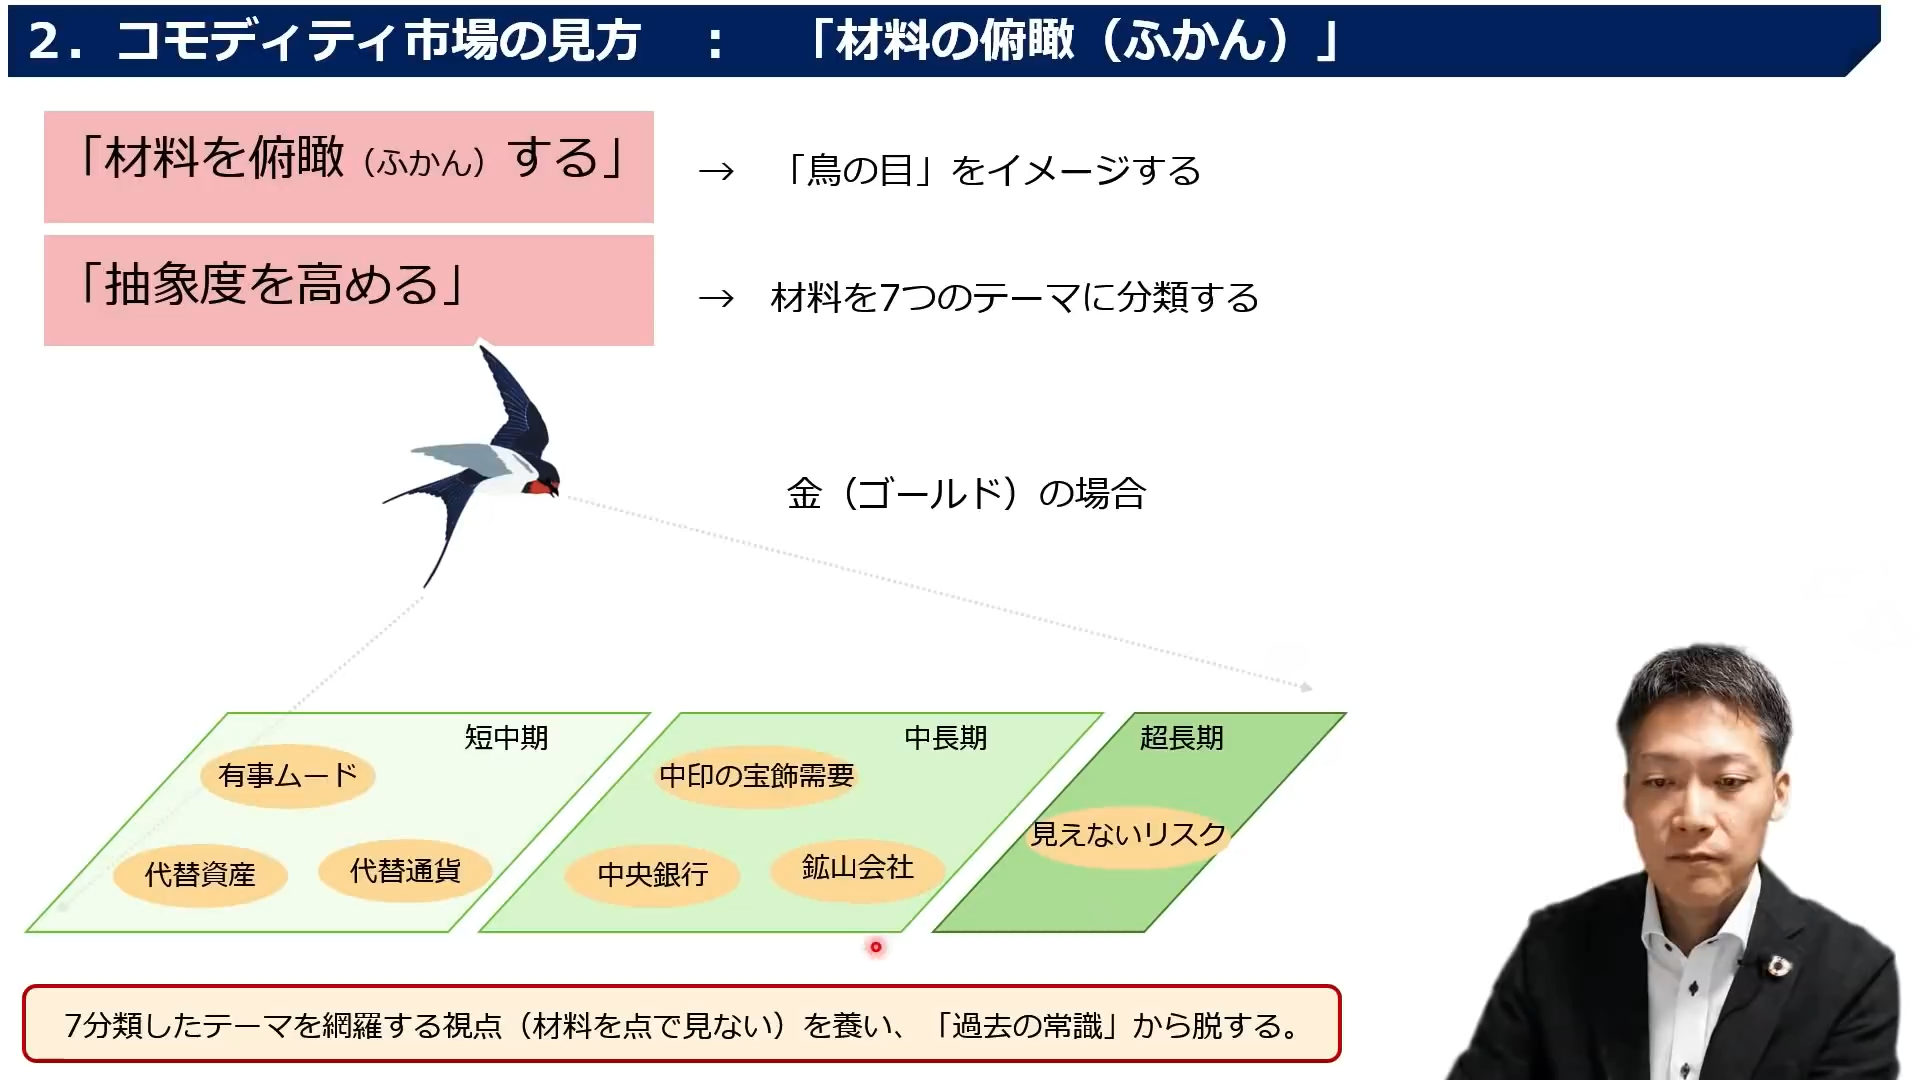 2．コモディティ市場の見方　：　「材料の俯瞰（ふかん）」
「材料を俯瞰（ふかん）する」　→　「鳥の目」をイメージする
「抽象度を高める」　→　材料を7つのテーマに分類する
金（ゴールド）の場合
短中期
有事ムード
代替資産
代替通貨
中長期
中印の宝飾需要
中央銀行
鉱山会社
超長期
見えないリスク
7分類したテーマを網羅する視点（材料を点で見ない）を養い、「過去の常識」から脱する。